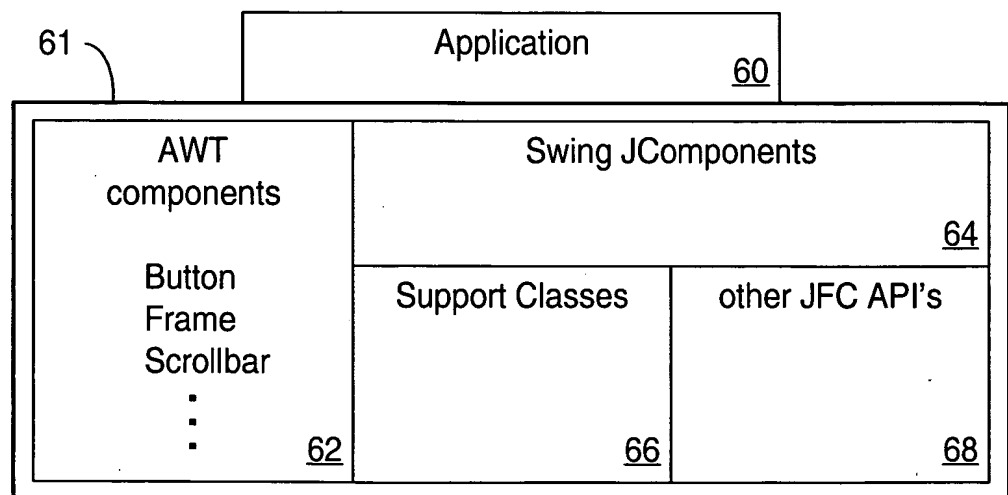 61
Application
60
AWT
components
Button
Frame
Scrollbar
62
Swing JComponents
64
Support Classes
66
other JFC API's
68